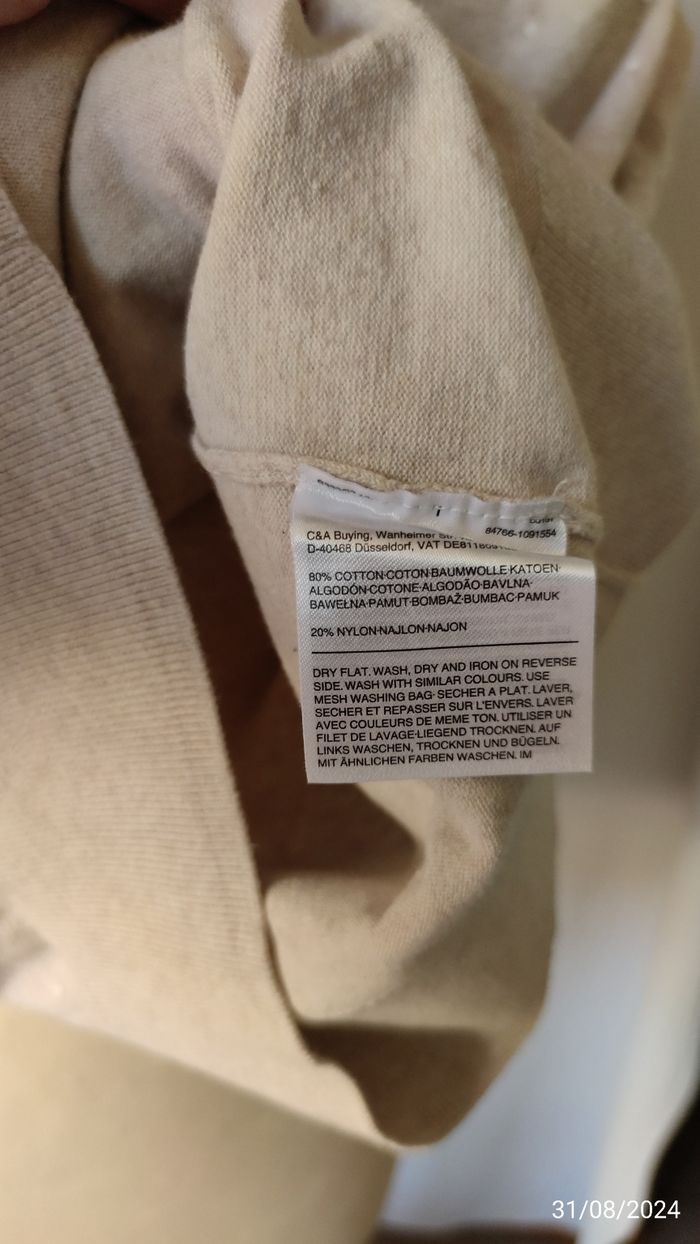 84766-1091554
C&A Buying, Wanheimer
D-40468 Düsseldorf, VAT
80% COTTON·COTON·BAUMWOLLE·KATOEN·
ALGODÓN·COTONE·ALGODÃO·BAVLNA·
BAWEŁNA·PAMUT·BOMBAŽ·BUMBAC·PAMUK
20% NYLON·NAJLON·NAJON
DRY FLAT. WASH, DRY AND IRON ON REVERSE
SIDE. WASH WITH SIMILAR COLOURS. USE
MESH WASHING BAG· SECHER A PLAT. LAVER,
SECHER ET REPASSER SUR L'ENVERS. LAVER
AVEC COULEURS DE MEME TON. UTILISER UN
FILET DE LAVAGE·LIEGEND TROCKNEN. AUF
LINKS WASCHEN, TROCKNEN UND BÜGELN.
MIT ÄHNLICHEN FARBEN WASCHEN. IM
31/08/2024